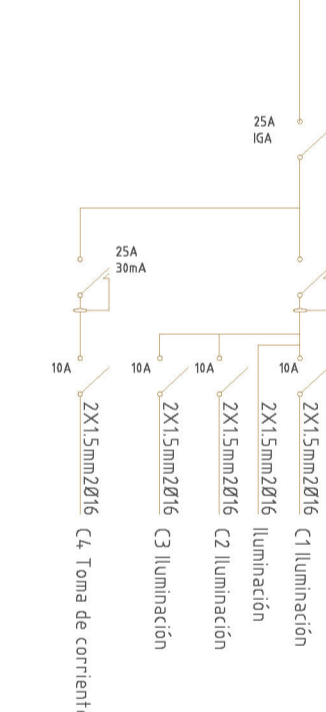 25A
IGA
25A
30mA
10A
10A
10A
10A
2X1.5mm2Ø16
2X1.5mm2Ø16
2X1.5mm2Ø16
2X1.5mm2Ø16
2X1.5mm2Ø16
C4 Toma de corriente
C3 Iluminación
C2 Iluminación
Iluminación
C1 Iluminación